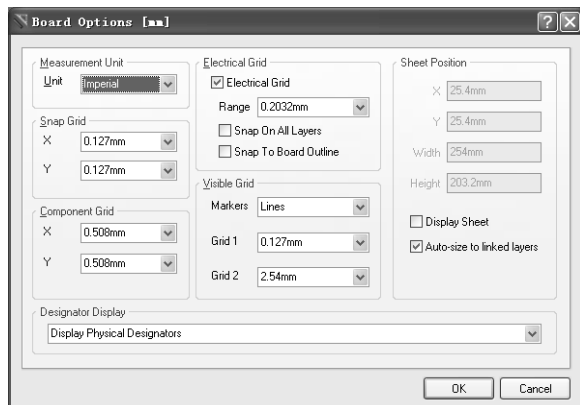 Board Options [mm]
Measurement Unit
Unit Imperial
Snap Grid
X 0.127mm
Y 0.127mm
Component Grid
X 0.508mm
Y 0.508mm
Electrical Grid
Electrical Grid
Range 0.2032mm
Snap On All Layers
Snap To Board Outline
Visible Grid
Markers Lines
Grid 1 0.127mm
Grid 2 2.54mm
Sheet Position
X 25.4mm
Y 25.4mm
Width 254mm
Height 203.2mm
Display Sheet
Auto-size to linked layers
Designator Display
Display Physical Designators
OK Cancel